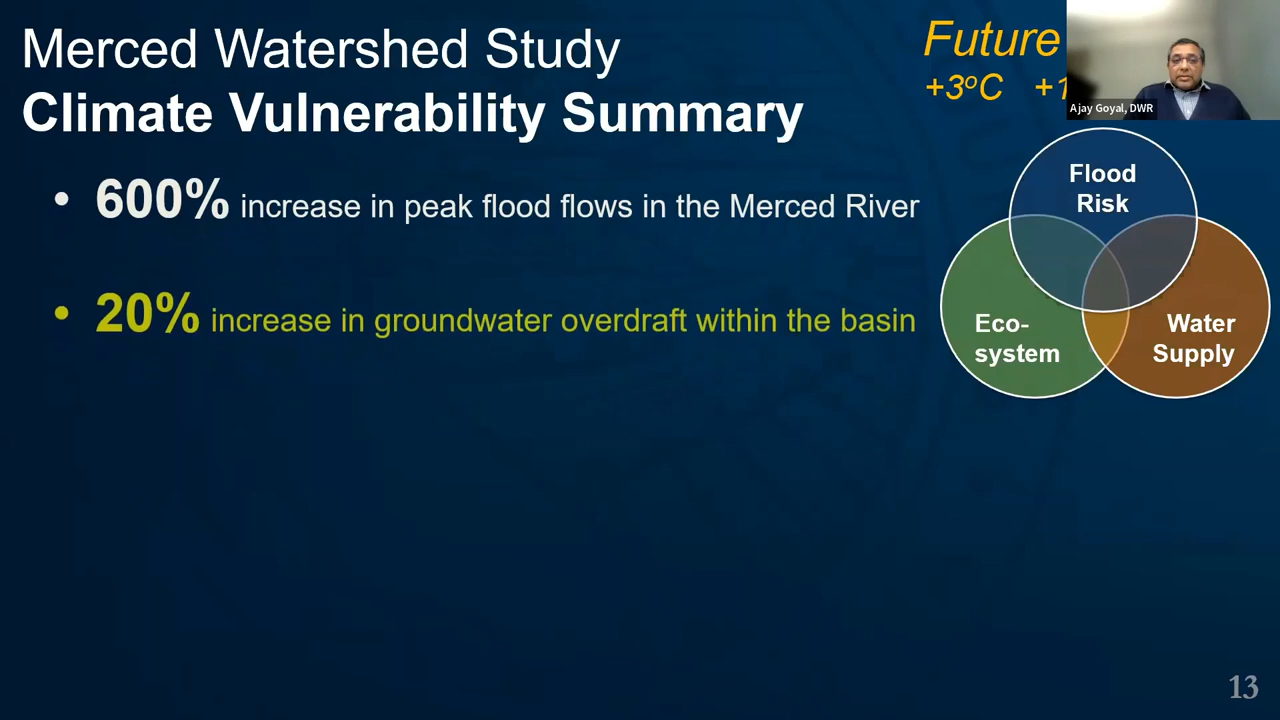 Merced Watershed Study
Climate Vulnerability Summary
Future
+3ºC +1
Ajay Goyal, DWR
• 600% increase in peak flood flows in the Merced River
• 20% increase in groundwater overdraft within the basin
Flood
Risk
Eco-
system
Water
Supply
13